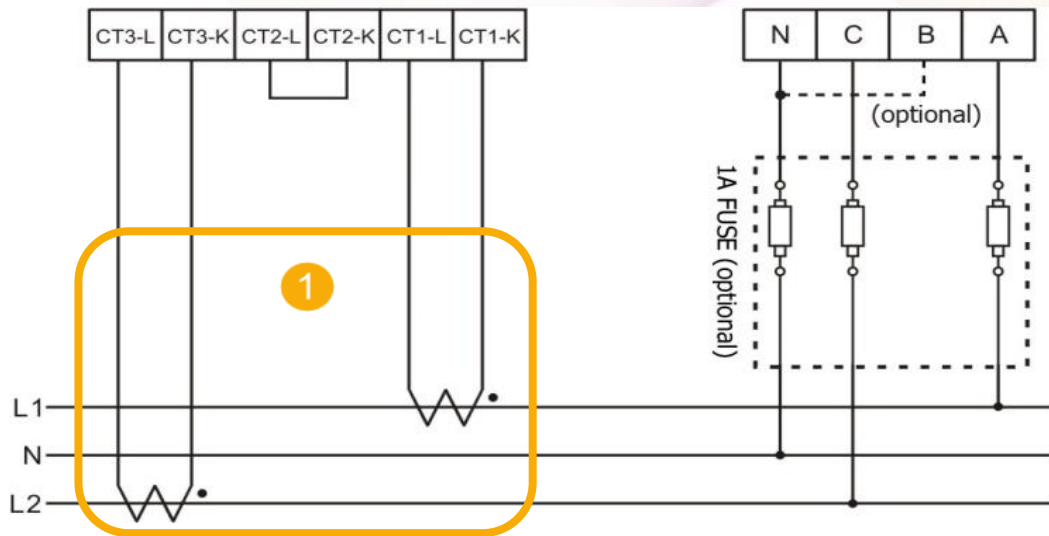 CT3-L CT3-K CT2-L CT2-K CT1-L CT1-K
N C B A
(optional)
1A FUSE (optional)
1
L1
N
L2